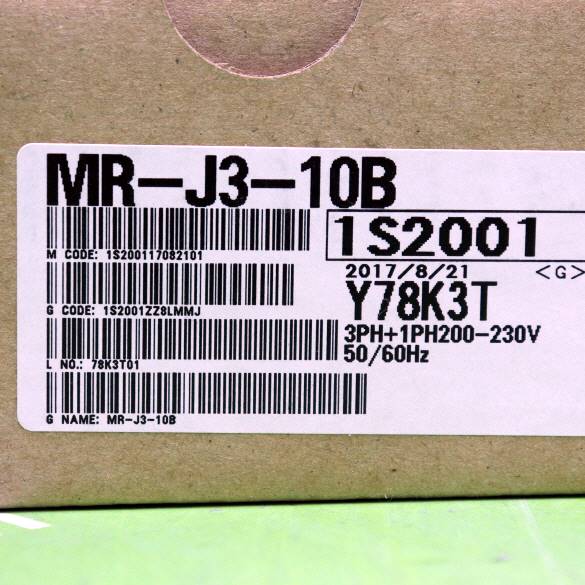 MR-J3-10B
1S2001
M CODE: 1S200117082101
2017/8/21 <G>
Y78K3T
G CODE: 1S2001ZZ8LMMJ
3PH+1PH200-230V
50/60Hz
L NO.: 78K3T01
G NAME: MR-J3-10B